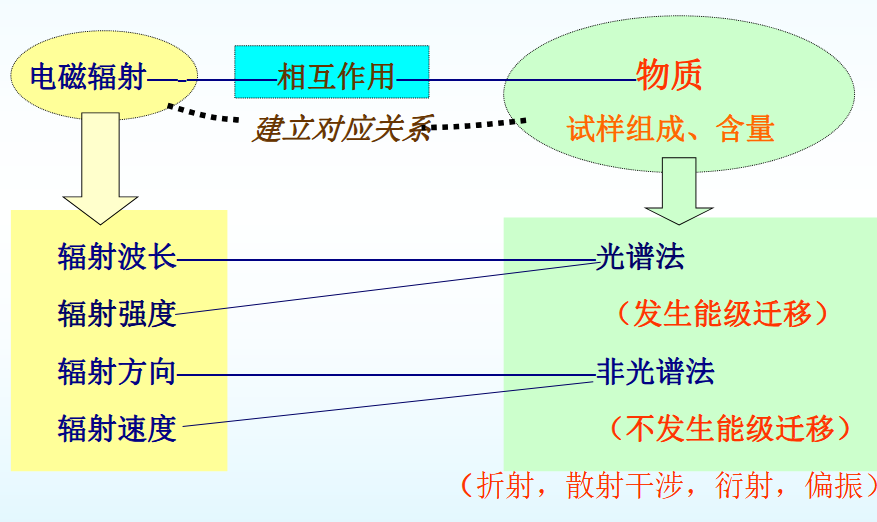 电磁辐射 相互作用 物质
建立对应关系 试样组成、含量
辐射波长 光谱法
辐射强度 （发生能级迁移）
辐射方向 非光谱法
辐射速度 （不发生能级迁移）
（折射，散射干涉，衍射，偏振）